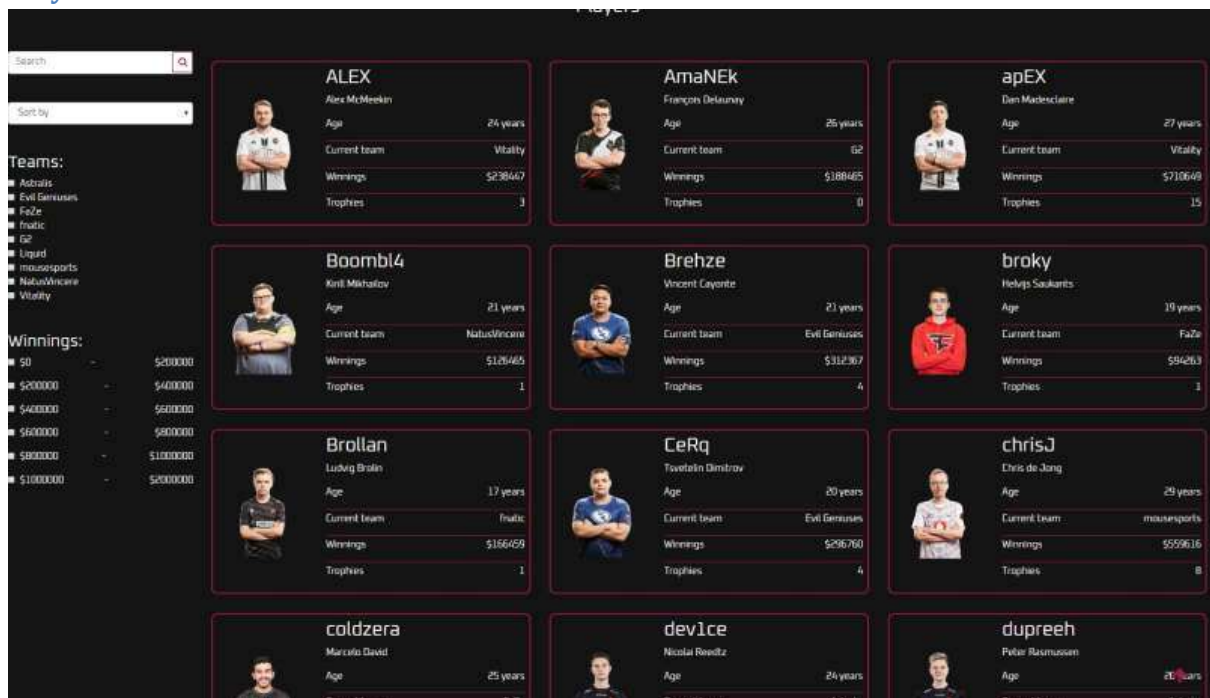 Players
Search
Sort by
Teams:
Astralis
Evil Geniuses
FaZe
fnatic
G2
Liquid
mousesports
NatusVincere
Vitality
Winnings:
$0 - $200000
$200000 - $400000
$400000 - $600000
$600000 - $800000
$800000 - $1000000
$1000000 - $2000000
ALEX
Alex McMeekin
Age 24 years
Current team Vitality
Winnings $238447
Trophies 3
AmaNEk
François Delaunay
Age 26 years
Current team G2
Winnings $188465
Trophies 0
apEX
Dan Madesclaire
Age 27 years
Current team Vitality
Winnings $710649
Trophies 15
Boombl4
Kirill Mikhailov
Age 21 years
Current team NatusVincere
Winnings $126465
Trophies 1
Brehze
Vincent Cayonte
Age 21 years
Current team Evil Geniuses
Winnings $312367
Trophies 4
broky
Helvijs Saukants
Age 19 years
Current team FaZe
Winnings $94263
Trophies 1
Brollan
Ludvig Brolin
Age 17 years
Current team fnatic
Winnings $166459
Trophies 1
CeRq
Tsvetelin Dimitrov
Age 20 years
Current team Evil Geniuses
Winnings $296760
Trophies 4
chrisJ
Chris de Jong
Age 29 years
Current team mousesports
Winnings $559616
Trophies 8
coldzera
Marcelo David
Age 25 years
dev1ce
Nicolai Reedtz
Age 24 years
dupreeh
Peter Rasmussen
Age